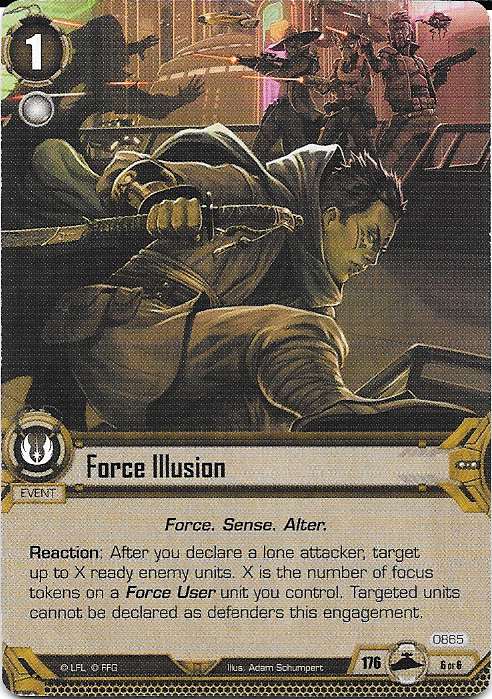 1
Force Illusion
EVENT
Force. Sense. Alter.
Reaction: After you declare a lone attacker, target
up to X ready enemy units. X is the number of focus
tokens on a Force User unit you control. Targeted units
cannot be declared as defenders this engagement.
0865
© LFL © FFG
Illus. Adam Schumpert
176
6 OF 6